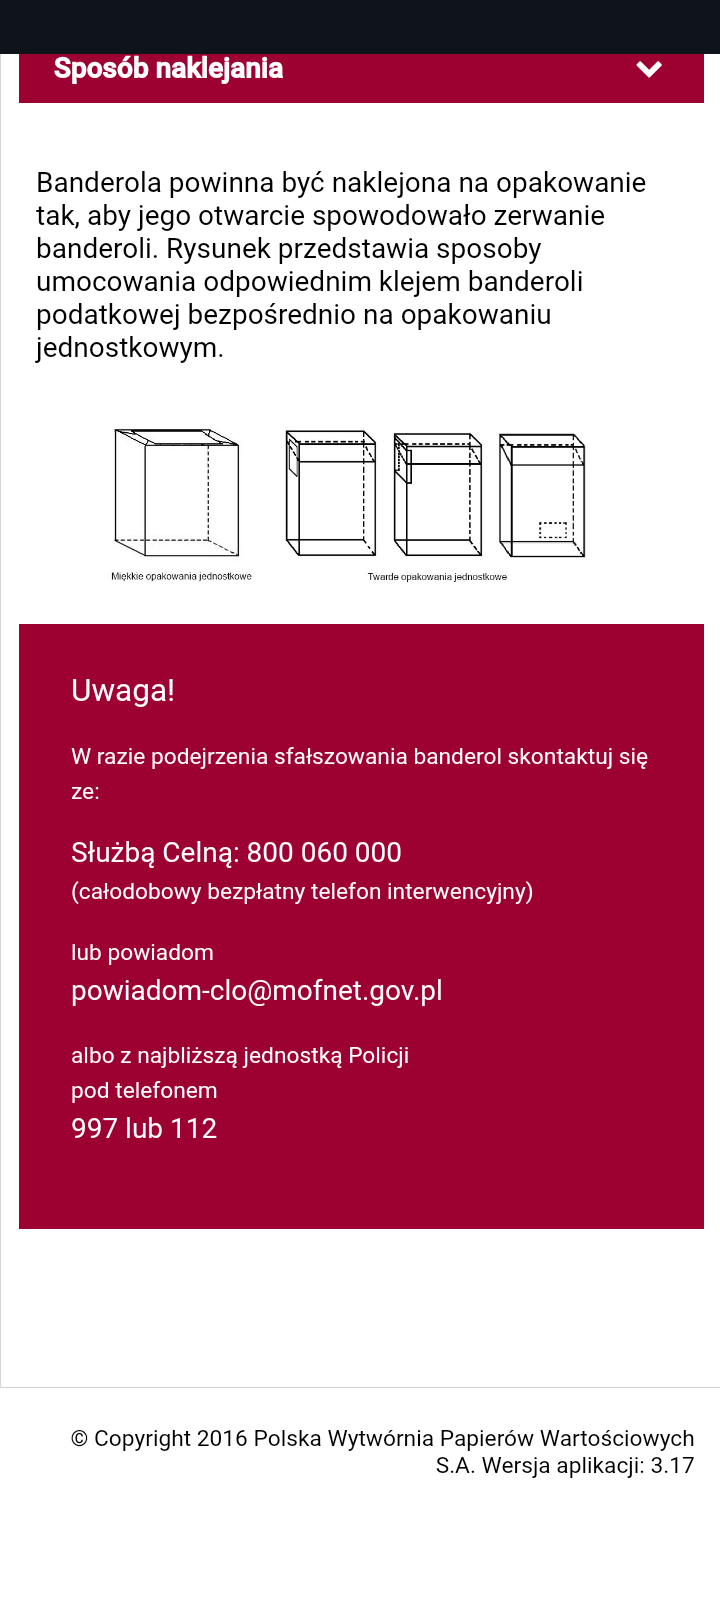 Sposób naklejania
Banderola powinna być naklejona na opakowanie
tak, aby jego otwarcie spowodowało zerwanie
banderoli. Rysunek przedstawia sposoby
umocowania odpowiednim klejem banderoli
podatkowej bezpośrednio na opakowaniu
jednostkowym.
Miękkie opakowania jednostkowe
Twarde opakowania jednostkowe
Uwaga!
W razie podejrzenia sfałszowania banderol skontaktuj się
ze:
Służbą Celną: 800 060 000
(całodobowy bezpłatny telefon interwencyjny)
lub powiadom
powiadom-clo@mofnet.gov.pl
albo z najbliższą jednostką Policji
pod telefonem
997 lub 112
© Copyright 2016 Polska Wytwórnia Papierów Wartościowych
S.A. Wersja aplikacji: 3.17